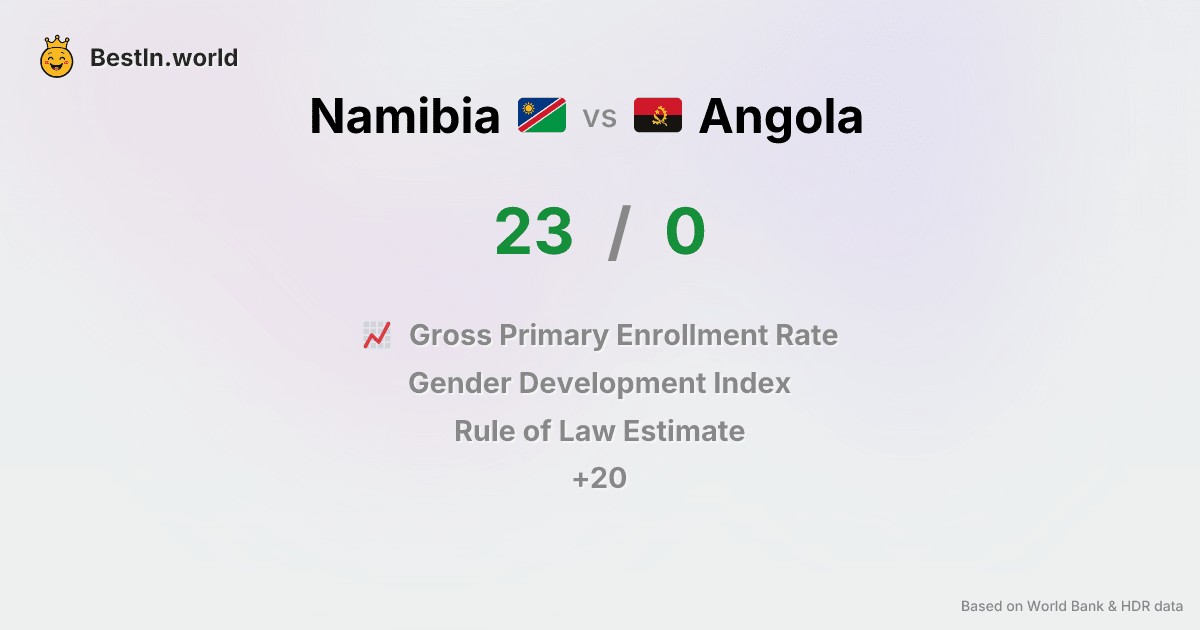 BestIn.world
Namibia vs Angola
23 / 0
Gross Primary Enrollment Rate
Gender Development Index
Rule of Law Estimate
+20
Based on World Bank & HDR data